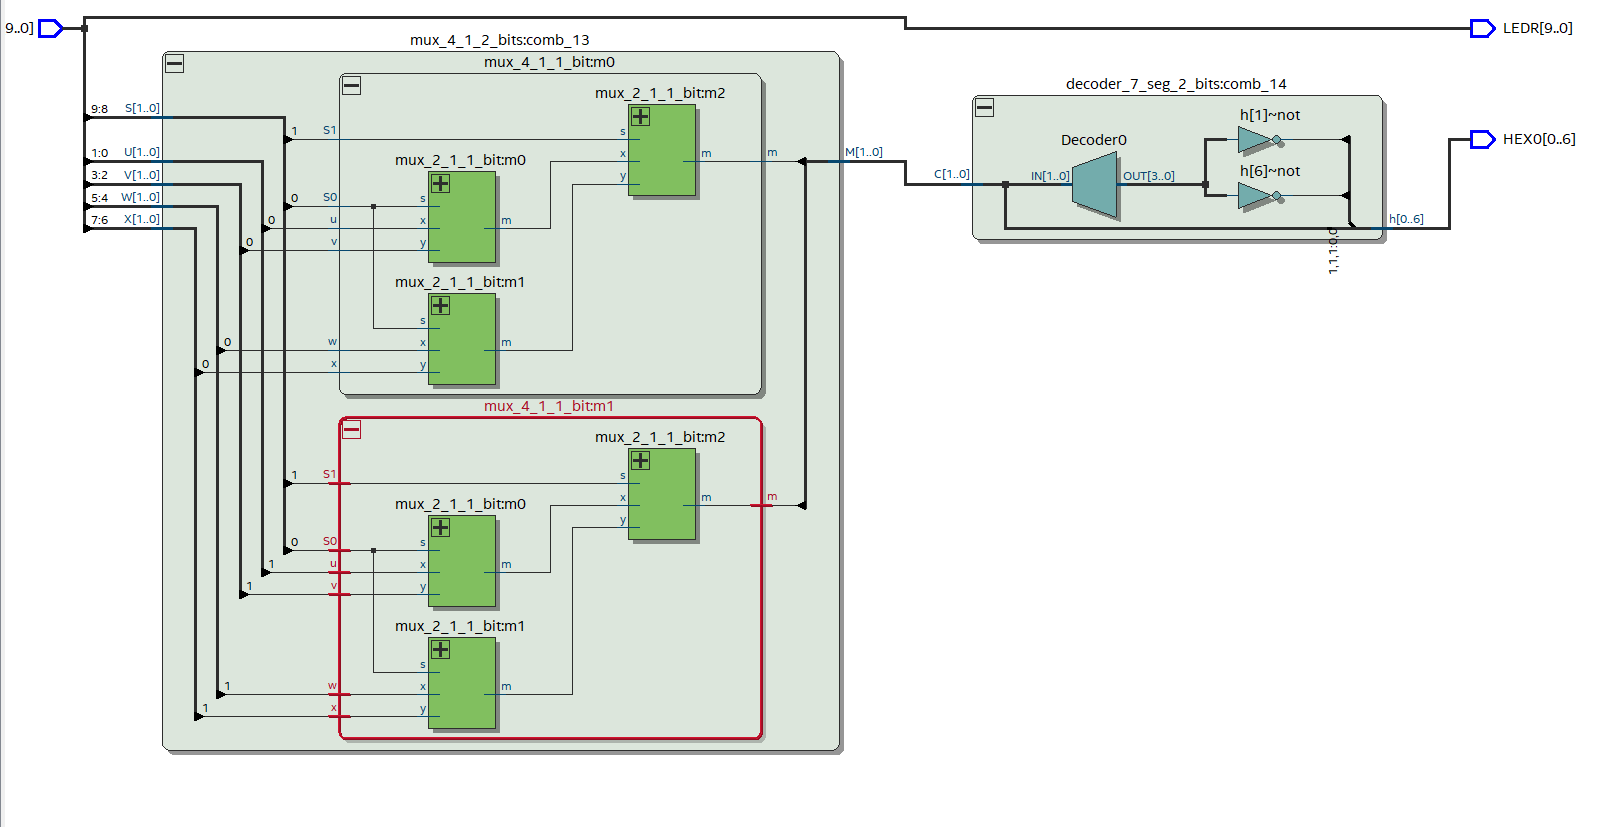 9..0]
LEDR[9..0]
mux_4_1_2_bits:comb_13
mux_4_1_1_bit:m0
mux_2_1_1_bit:m2
9:8 S[1..0]
1 S1 s
1:0 U[1..0]
x m m
3:2 V[1..0]
y
5:4 W[1..0]
7:6 X[1..0]
mux_2_1_1_bit:m0
0 S0 s
0 u x m
0 v y
mux_2_1_1_bit:m1
s
0 w x m
0 x y
M[1..0]
mux_4_1_1_bit:m1
mux_2_1_1_bit:m2
1 S1 s
x m m
y
mux_2_1_1_bit:m0
0 S0 s
1 u x m
1 v y
mux_2_1_1_bit:m1
s
1 w x m
1 x y
decoder_7_seg_2_bits:comb_14
h[1]~not
Decoder0
HEX0[0..6]
C[1..0] IN[1..0] OUT[3..0]
h[6]~not
h[0..6]
1,1,1:0,0